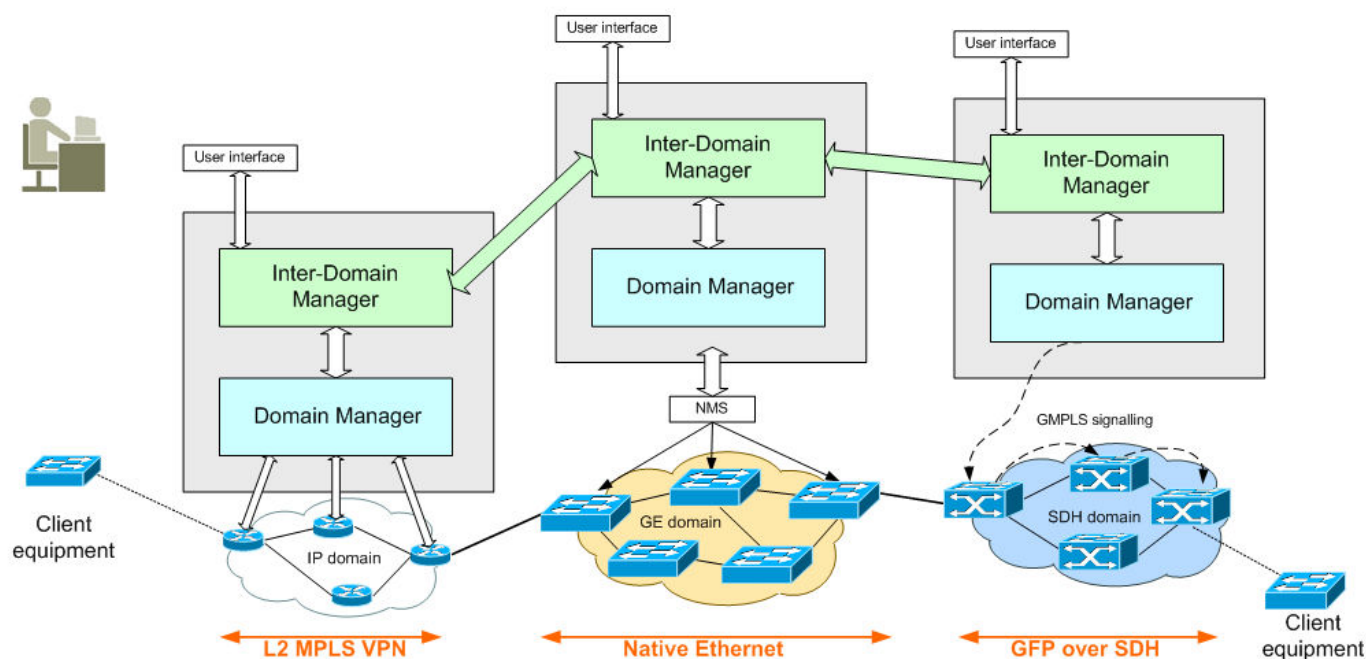 User interface
User interface
User interface
Inter-Domain
Manager
Inter-Domain
Manager
Inter-Domain
Manager
Domain Manager
Domain Manager
Domain Manager
NMS
GMPLS signalling
Client
equipment
IP domain
GE domain
SDH domain
Client
equipment
L2 MPLS VPN
Native Ethernet
GFP over SDH